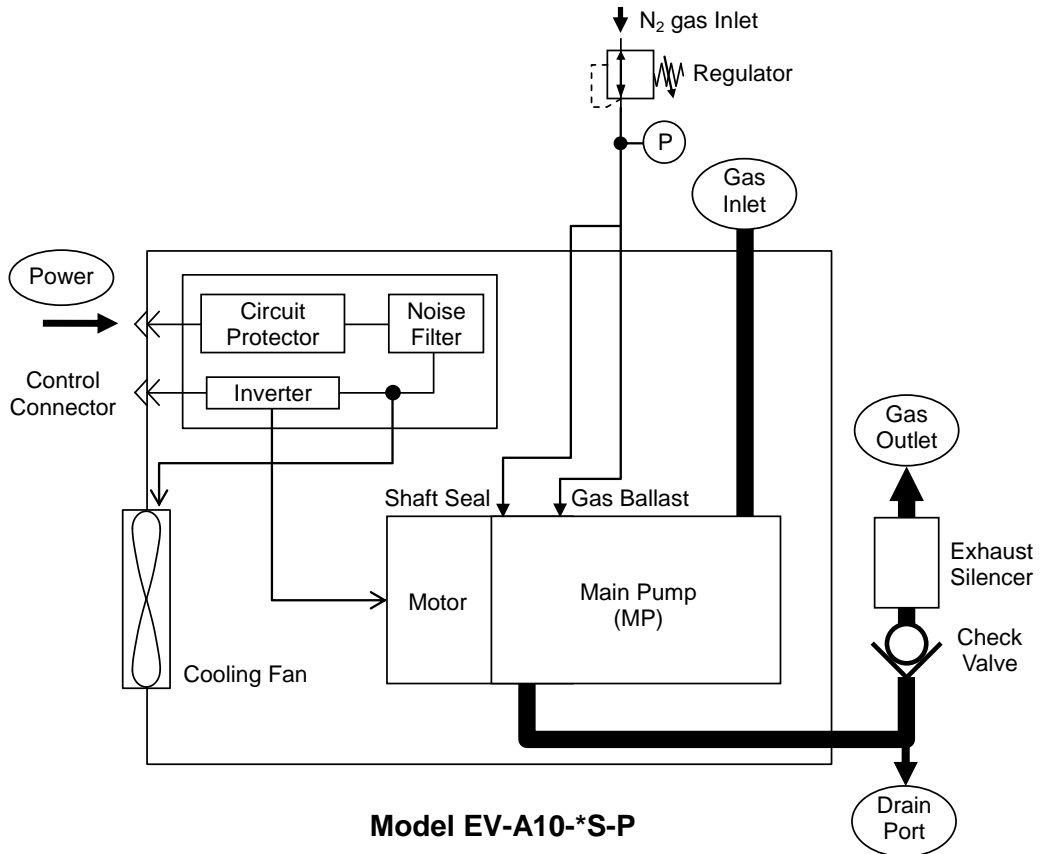 N₂ gas Inlet
Regulator
P
Gas
Inlet
Power
Circuit
Protector
Noise
Filter
Control
Connector
Inverter
Gas
Outlet
Shaft Seal
Gas Ballast
Exhaust
Silencer
Motor
Main Pump
(MP)
Check
Valve
Cooling Fan
Drain
Port
Model EV-A10-*S-P